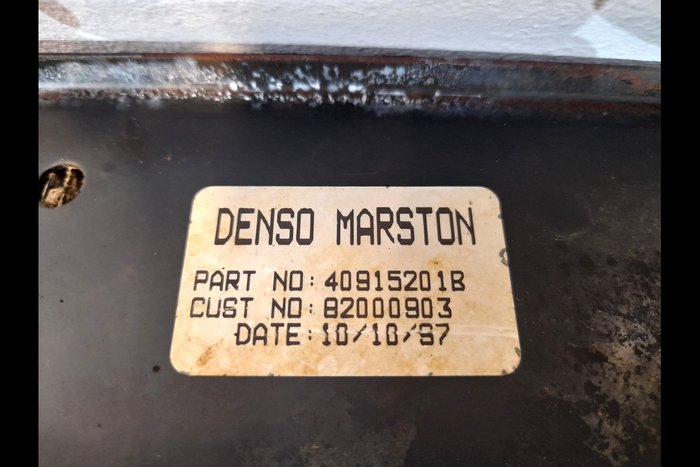 DENSO MARSTON
PART NO: 40915201B
CUST NO: 82000903
DATE: 10/10/97